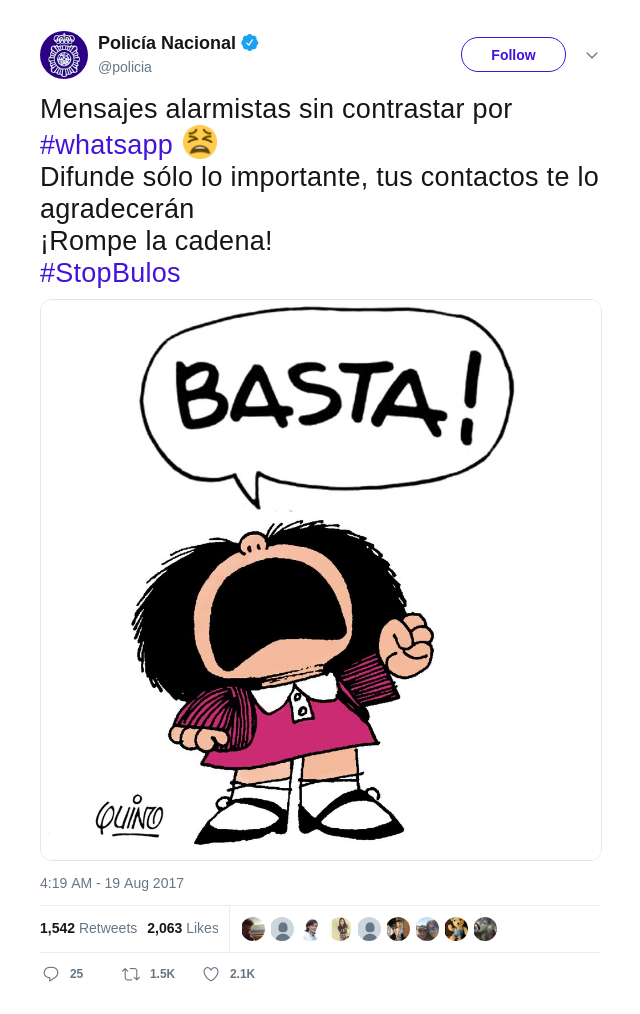 Policía Nacional
@policia
Follow
Mensajes alarmistas sin contrastar por
#whatsapp 😫
Difunde sólo lo importante, tus contactos te lo
agradecerán
¡Rompe la cadena!
#StopBulos
BASTA!
QUINO
4:19 AM - 19 Aug 2017
1,542 Retweets 2,063 Likes
25 1.5K 2.1K